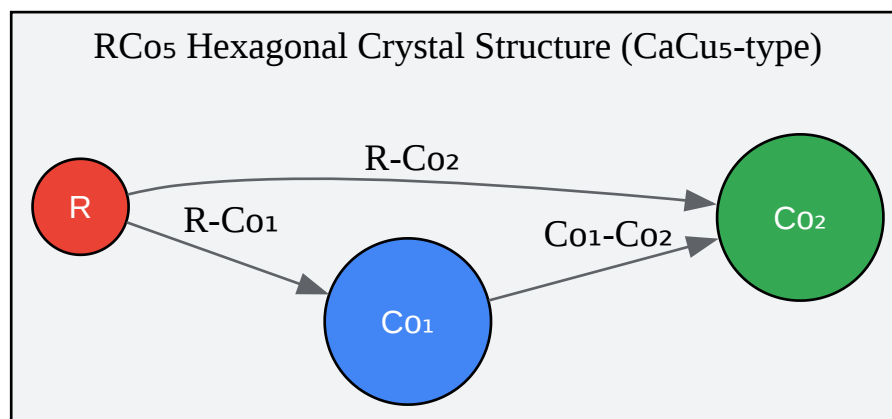 RCo₅ Hexagonal Crystal Structure (CaCu₅-type)
R-Co₂
R
R-Co₁
Co₁-Co₂
Co₂
Co₁